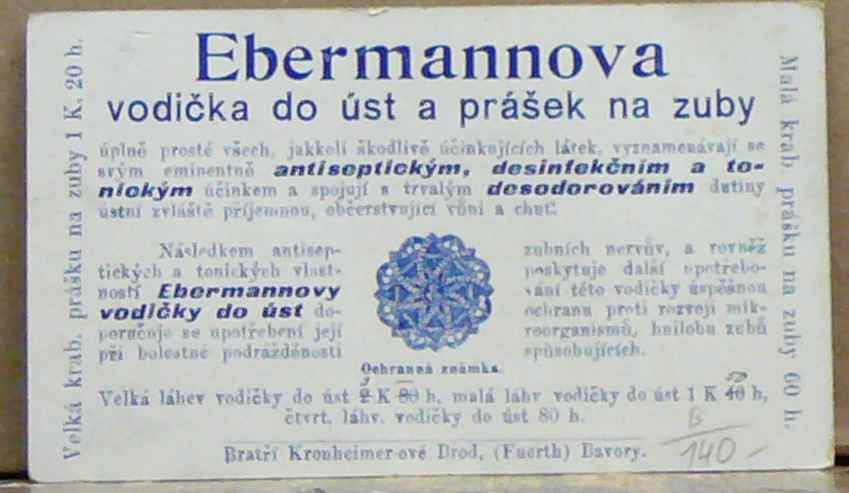 Ebermannova
vodička do úst a prášek na zuby
úplně prosté všech, jakkoli škodlivě účinkujících látek, vyznamenávají se
svým eminentně antiseptickým, desinfekčním a to-
nickým účinkem a spojují s trvalým desodorováním dutiny
ústní zvláště příjemnou, občerstvující vůni a chuť.
Následkem antisep-
tických a tonických vlast-
ností Ebermannovy
vodičky do úst do-
poručuje se upotřebení její
při bolestné podrážděnosti
zubních nervův, a rovněž
poskytuje další upotřebo-
vání této vodičky úspěšnou
ochranu proti rozvoji mik-
roorganismů, hnilobu zubů
způsobujících.
Ochranná známka.
Velká láhev vodičky do úst 2 K 80 h, malá láhv vodičky do úst 1 K 40 h,
3
50
čtvrt. láhv. vodičky do úst 80 h.
Bratří Kronheimer-ové Brod, (Fuerth) Bavory.
Velká krab. prášku na zuby 1 K. 20 h.
Malá krab. prášku na zuby 60 h.
B
140 -